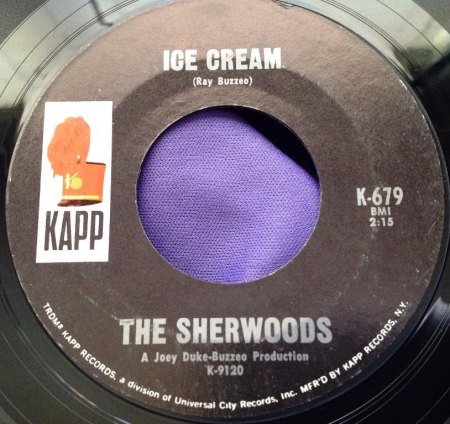 ICE CREAM
(Ray Buzzeo)
K
KAPP
K-679
BMI
2:15
THE SHERWOODS
A Joey Duke-Buzzeo Production
K-9120
TRDMK KAPP RECORDS, a division of Universal City Records, Inc. MFR'D BY KAPP RECORDS, N.Y.